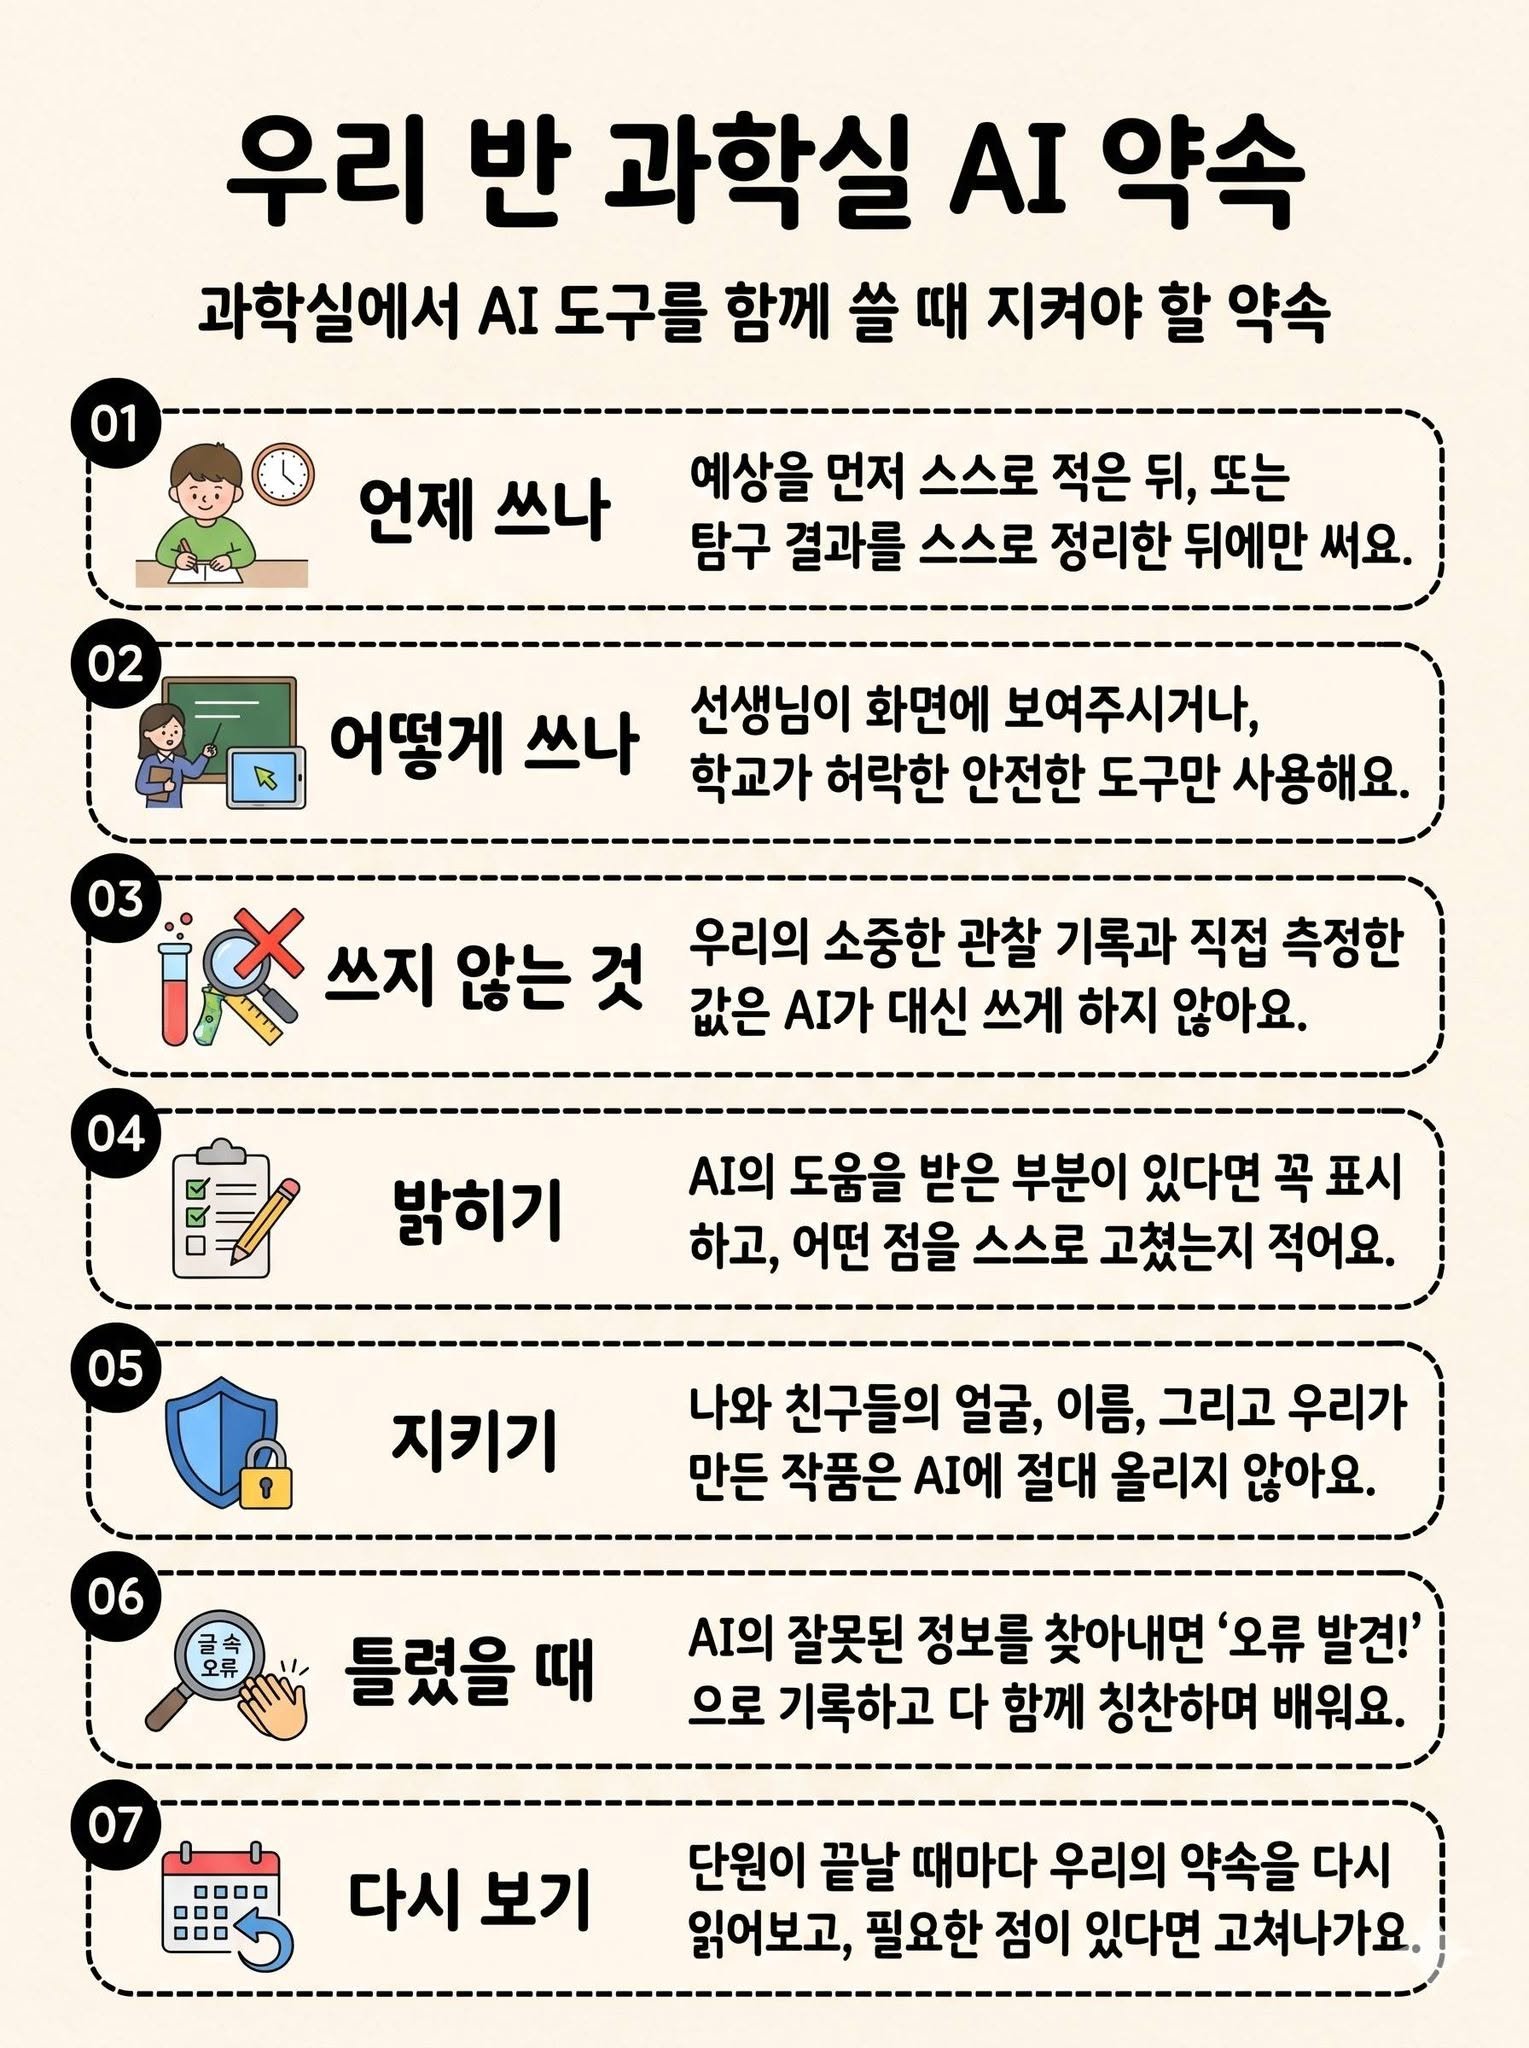 우리 반 과학실 AI 약속
과학실에서 AI 도구를 함께 쓸 때 지켜야 할 약속
01
언제 쓰나
예상을 먼저 스스로 적은 뒤, 또는
탐구 결과를 스스로 정리한 뒤에만 써요.
02
어떻게 쓰나
선생님이 화면에 보여주시거나,
학교가 허락한 안전한 도구만 사용해요.
03
쓰지 않는 것
우리의 소중한 관찰 기록과 직접 측정한
값은 AI가 대신 쓰게 하지 않아요.
04
밝히기
AI의 도움을 받은 부분이 있다면 꼭 표시
하고, 어떤 점을 스스로 고쳤는지 적어요.
05
지키기
나와 친구들의 얼굴, 이름, 그리고 우리가
만든 작품은 AI에 절대 올리지 않아요.
06
글 속
오류
틀렸을 때
AI의 잘못된 정보를 찾아내면 ‘오류 발견!’
으로 기록하고 다 함께 칭찬하며 배워요.
07
다시 보기
단원이 끝날 때마다 우리의 약속을 다시
읽어보고, 필요한 점이 있다면 고쳐나가요.